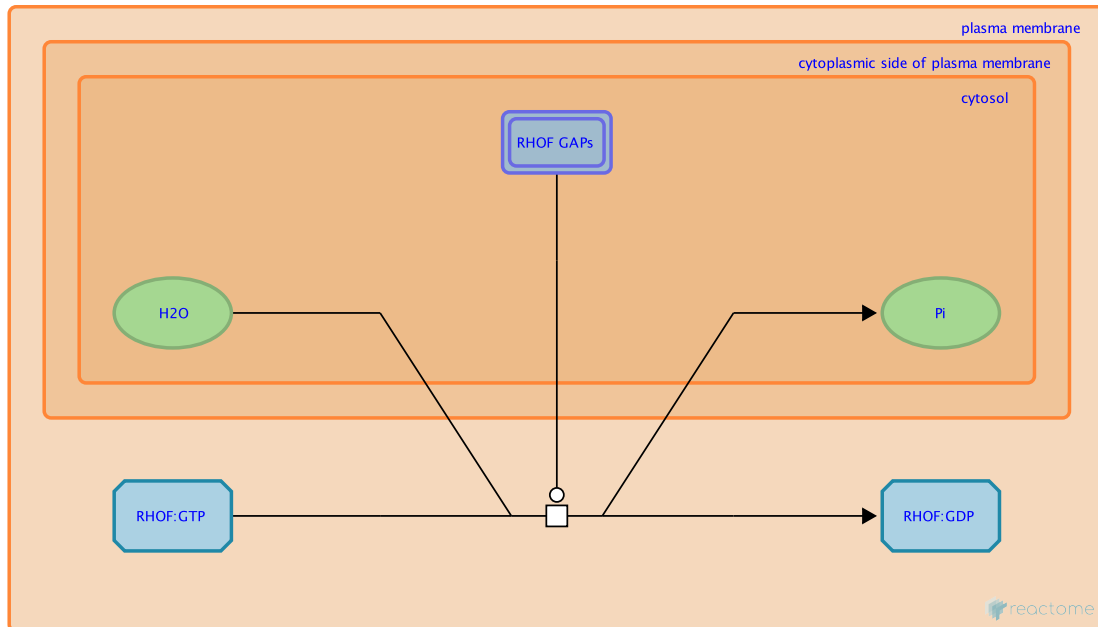 plasma membrane
cytoplasmic side of plasma membrane
cytosol
RHOF GAPs
H2O
Pi
RHOF:GTP
RHOF:GDP
reactome